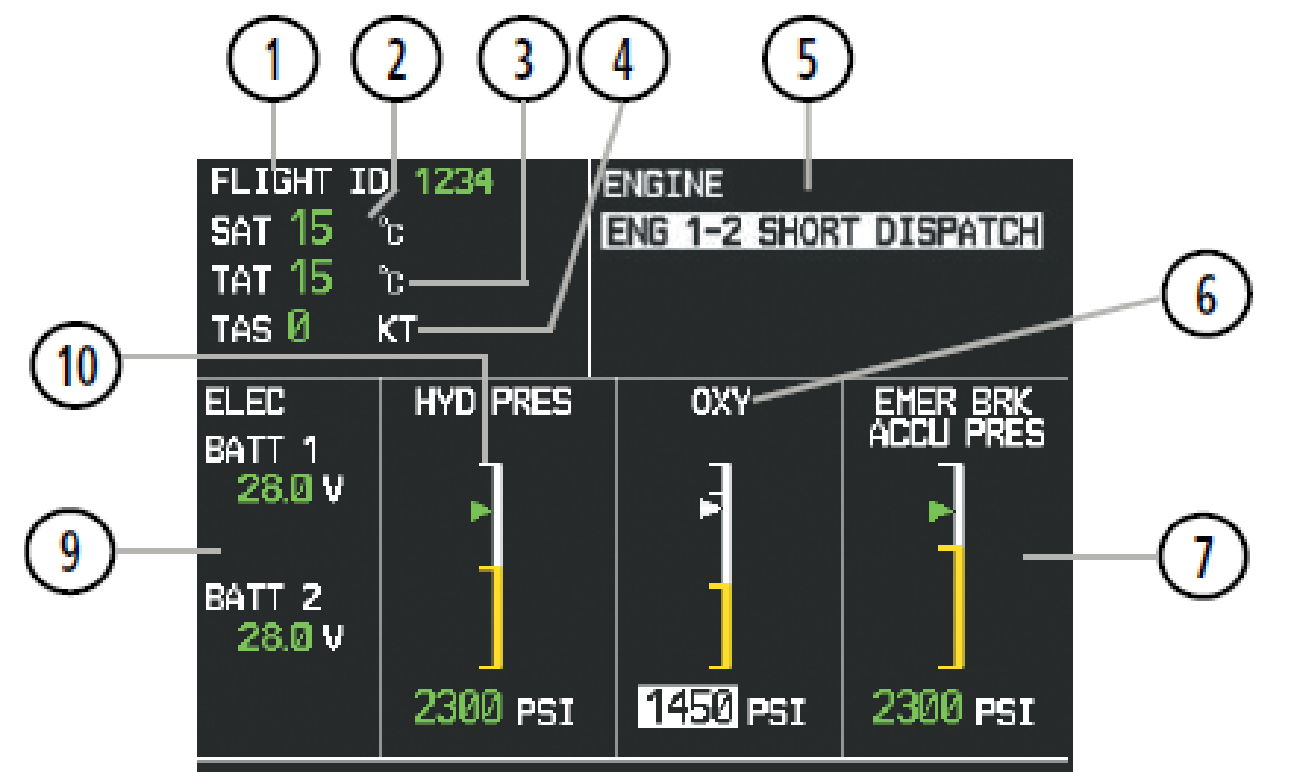 1 2 3 4 5
FLIGHT ID 1234
SAT 15 °C
TAT 15 °C
TAS 0 KT
ENGINE
ENG 1-2 SHORT DISPATCH
6
10
ELEC
BATT 1
28.0 V
BATT 2
28.0 V
HYD PRES
2300 PSI
OXY
1450 PSI
EMER BRK
ACCU PRES
2300 PSI
9
7